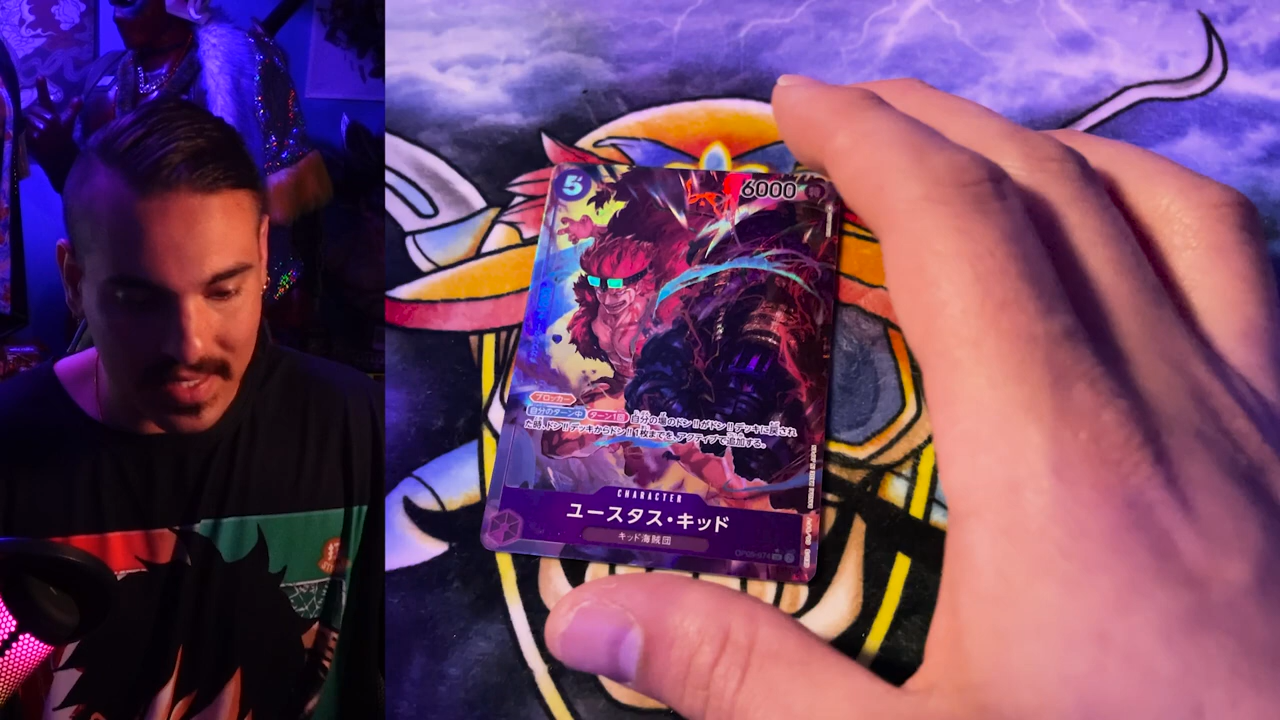 5
6000
特
ブロッカー
自分のターン中 ターン1回 自分の場のドン!!がドン!!デッキに戻され
た時、ドン!!デッキからドン!!1枚までを、アクティブで追加する。
CHARACTER
ユースタス・キッド
キッド海賊団